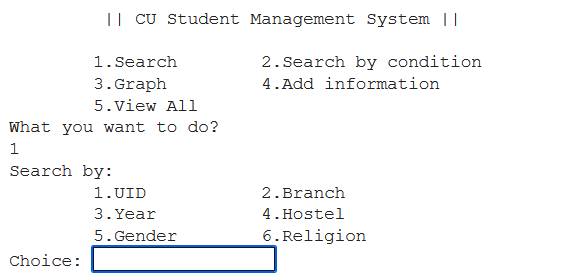 || CU Student Management System ||
1.Search 2.Search by condition
3.Graph 4.Add information
5.View All
What you want to do?
1
Search by:
1.UID 2.Branch
3.Year 4.Hostel
5.Gender 6.Religion
Choice: